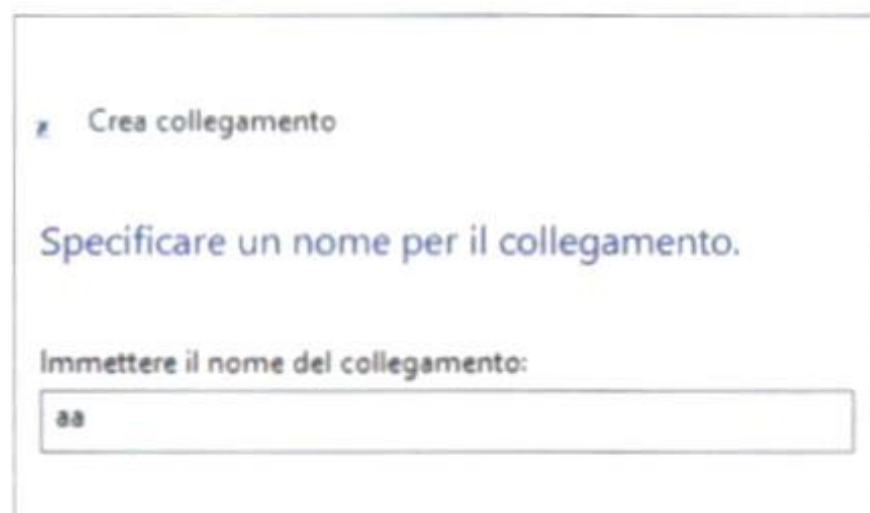 Crea collegamento
Specificare un nome per il collegamento.
Immettere il nome del collegamento:
aa